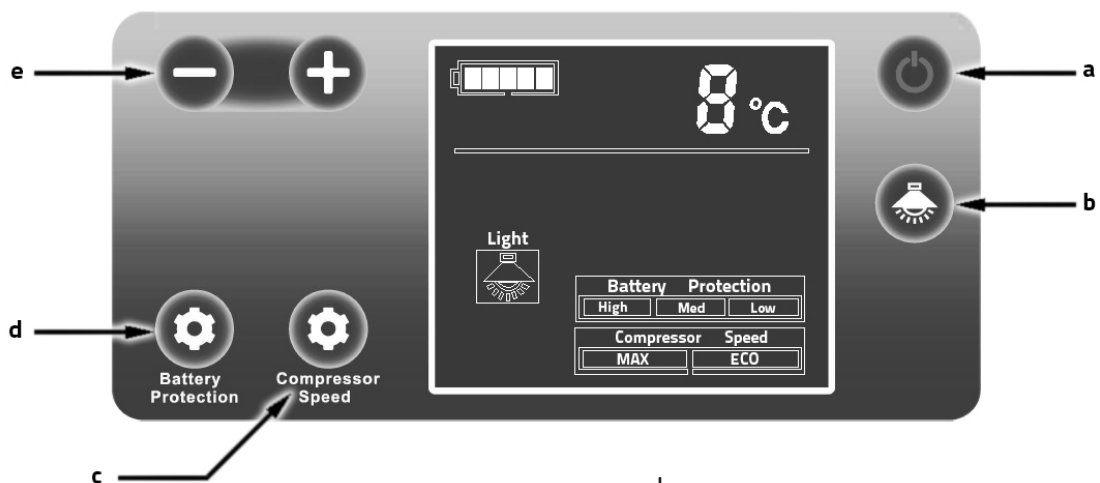 e
a
8 °C
b
Light
Battery Protection
High Med Low
Compressor Speed
MAX ECO
d
Battery
Protection
Compressor
Speed
c